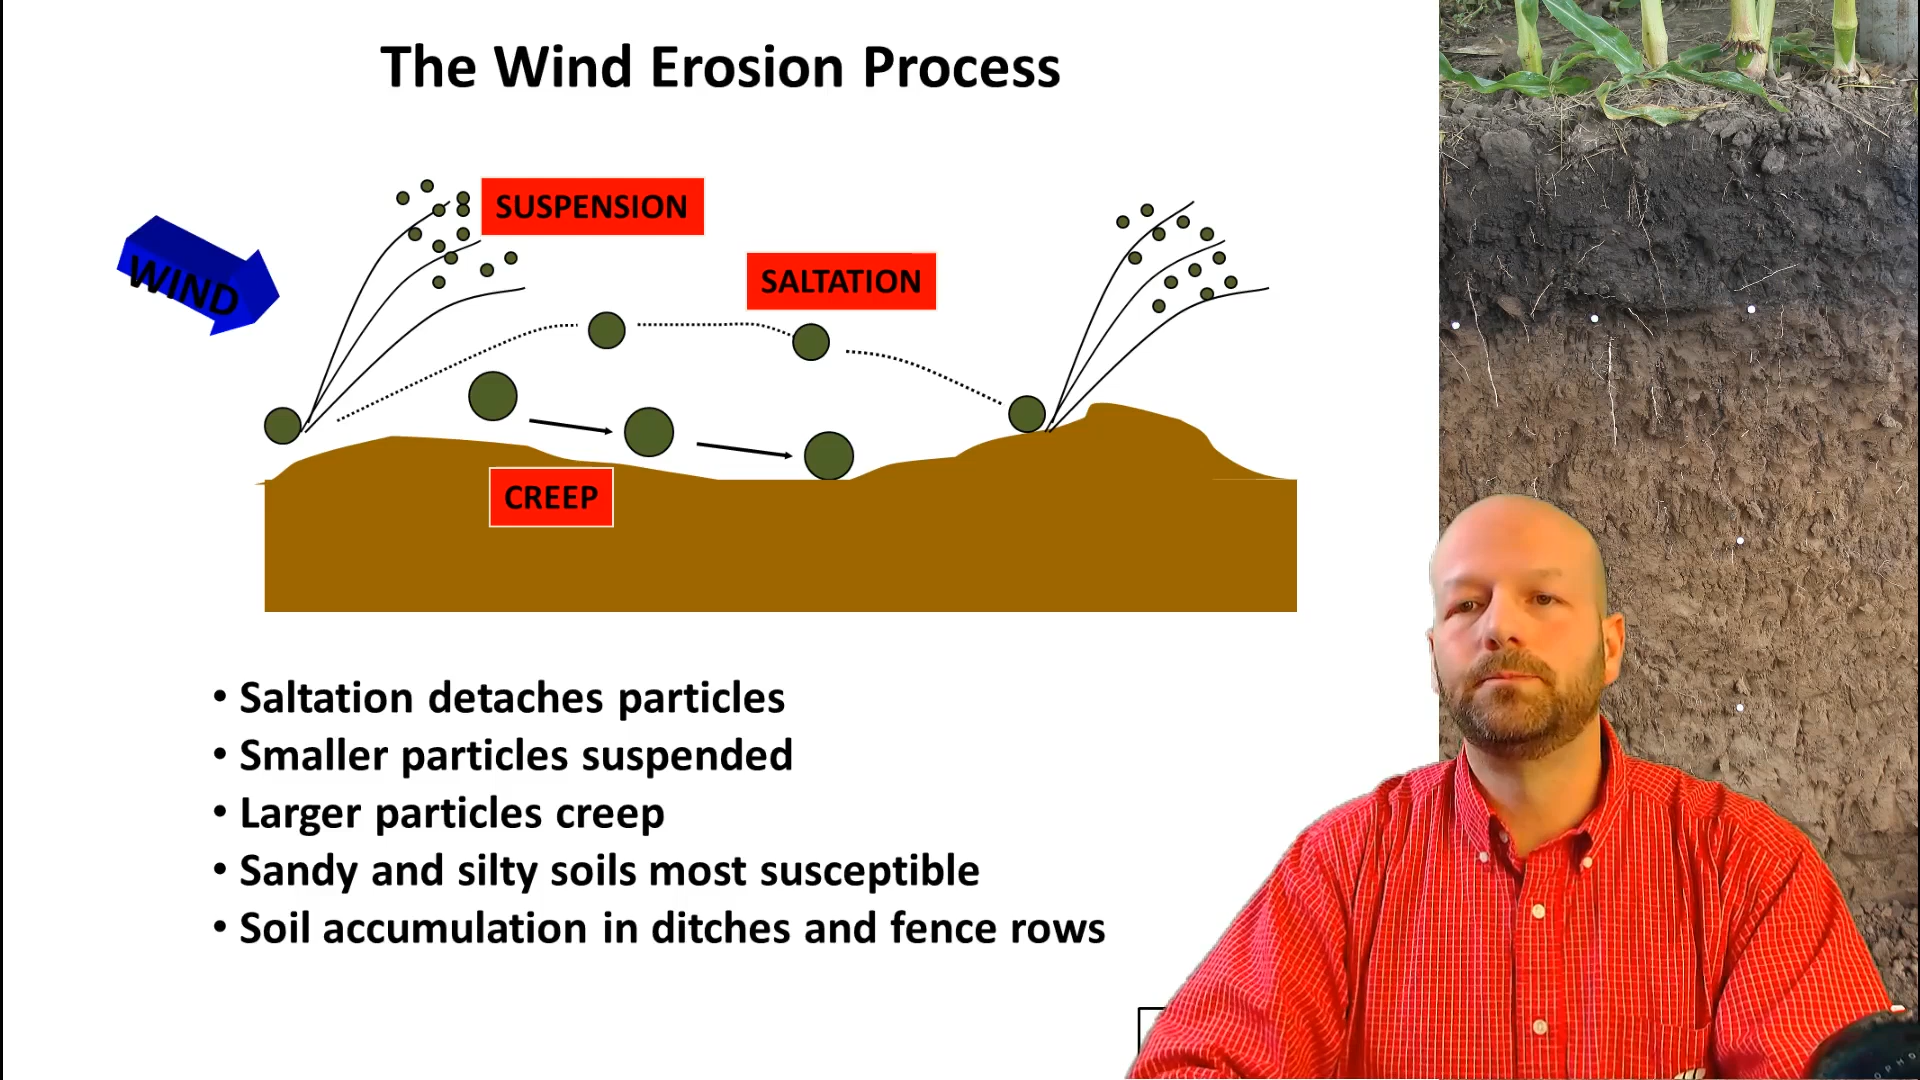 The Wind Erosion Process
SUSPENSION
WIND
SALTATION
CREEP
• Saltation detaches particles
• Smaller particles suspended
• Larger particles creep
• Sandy and silty soils most susceptible
• Soil accumulation in ditches and fence rows